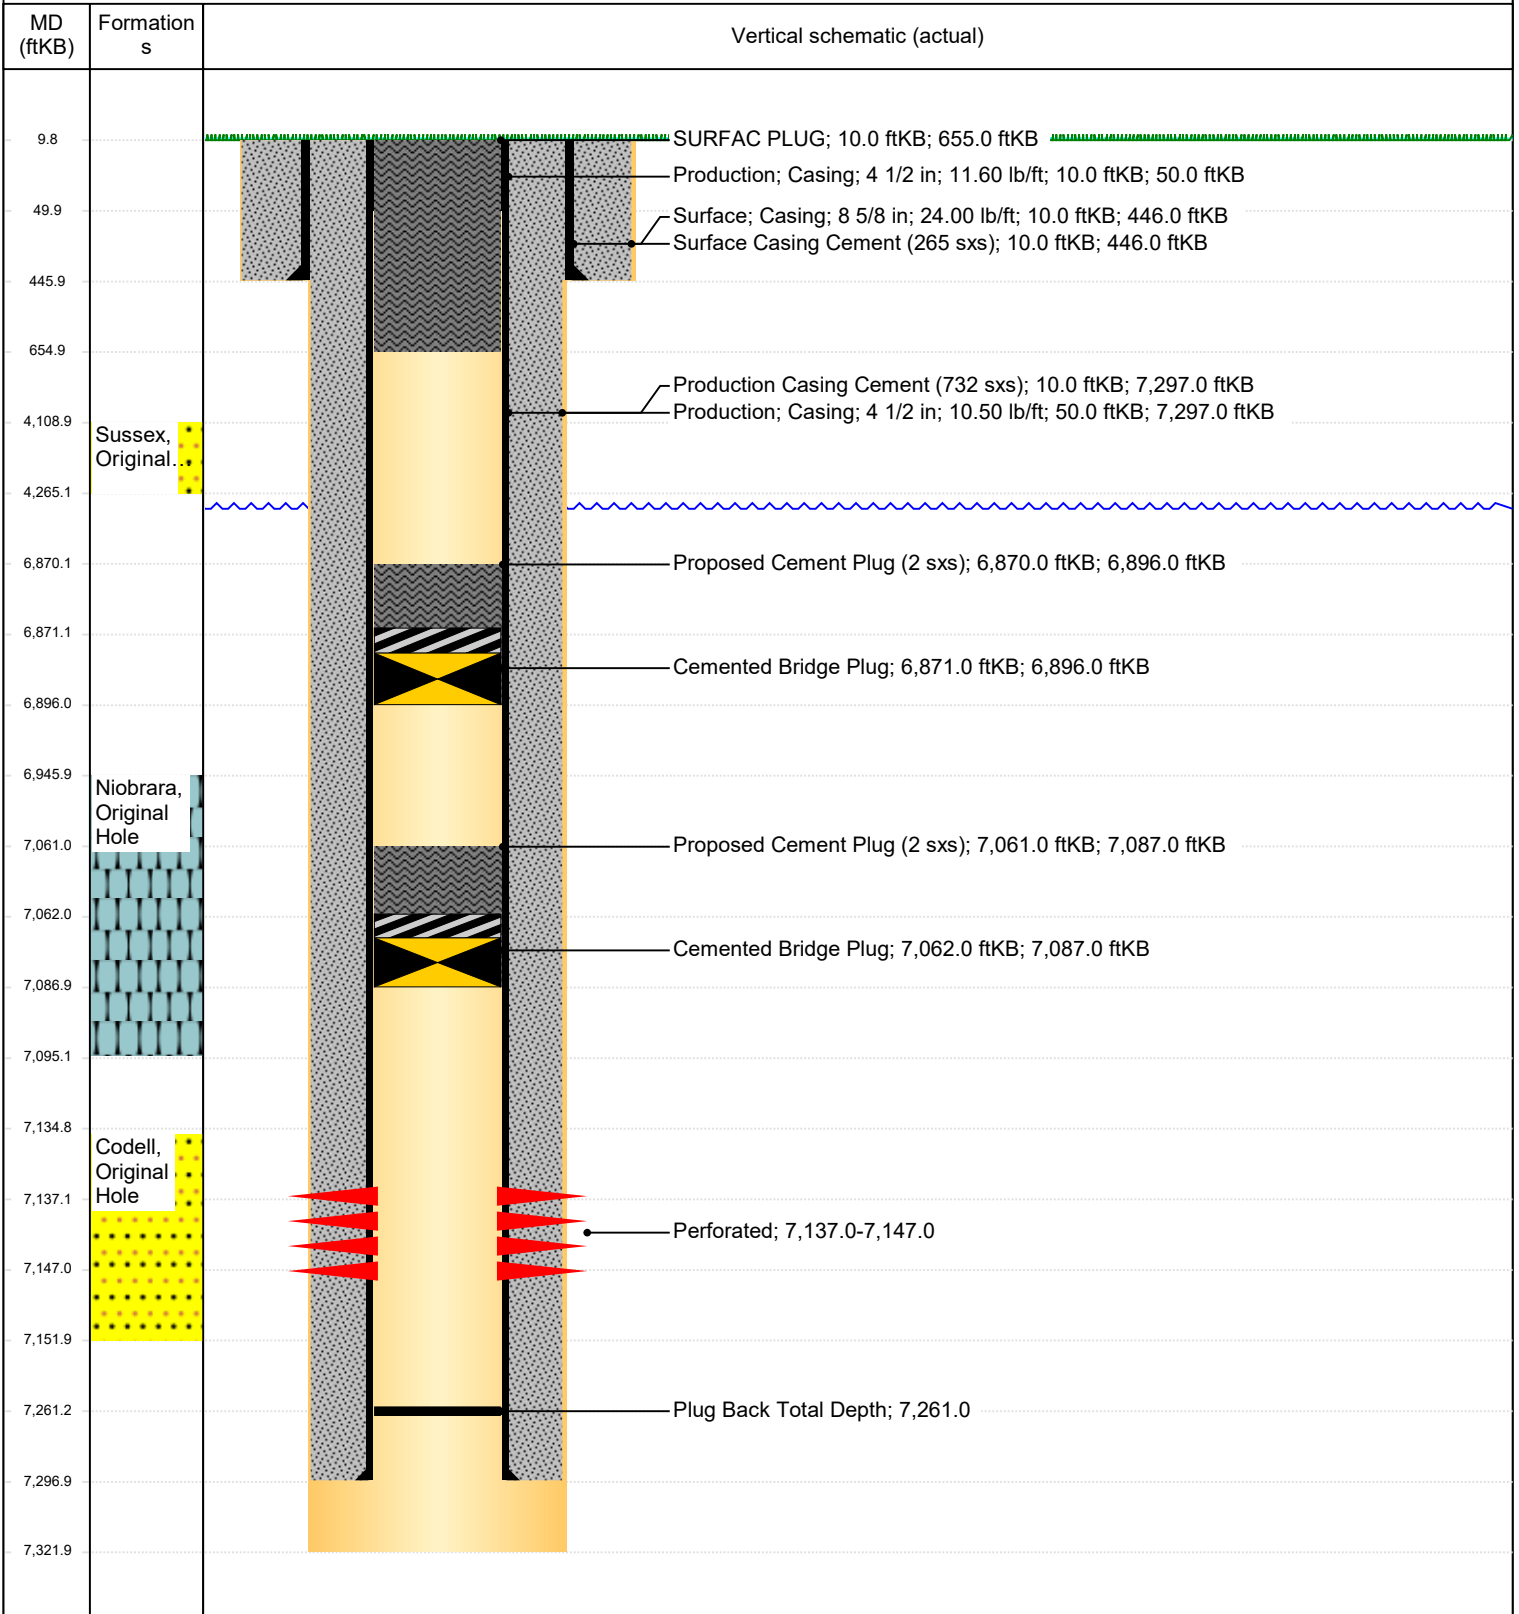 MD
(ftKB)
Formation
s
Vertical schematic (actual)
9.8
SURFAC PLUG; 10.0 ftKB; 655.0 ftKB
Production; Casing; 4 1/2 in; 11.60 lb/ft; 10.0 ftKB; 50.0 ftKB
49.9
Surface; Casing; 8 5/8 in; 24.00 lb/ft; 10.0 ftKB; 446.0 ftKB
Surface Casing Cement (265 sxs); 10.0 ftKB; 446.0 ftKB
445.9
654.9
Production Casing Cement (732 sxs); 10.0 ftKB; 7,297.0 ftKB
Production; Casing; 4 1/2 in; 10.50 lb/ft; 50.0 ftKB; 7,297.0 ftKB
4,108.9
Sussex,
Original...
4,265.1
6,870.1
Proposed Cement Plug (2 sxs); 6,870.0 ftKB; 6,896.0 ftKB
6,871.1
Cemented Bridge Plug; 6,871.0 ftKB; 6,896.0 ftKB
6,896.0
6,945.9
Niobrara,
Original
Hole
7,061.0
Proposed Cement Plug (2 sxs); 7,061.0 ftKB; 7,087.0 ftKB
7,062.0
Cemented Bridge Plug; 7,062.0 ftKB; 7,087.0 ftKB
7,086.9
7,095.1
7,134.8
Codell,
Original
Hole
7,137.1
Perforated; 7,137.0-7,147.0
7,147.0
7,151.9
7,261.2
Plug Back Total Depth; 7,261.0
7,296.9
7,321.9